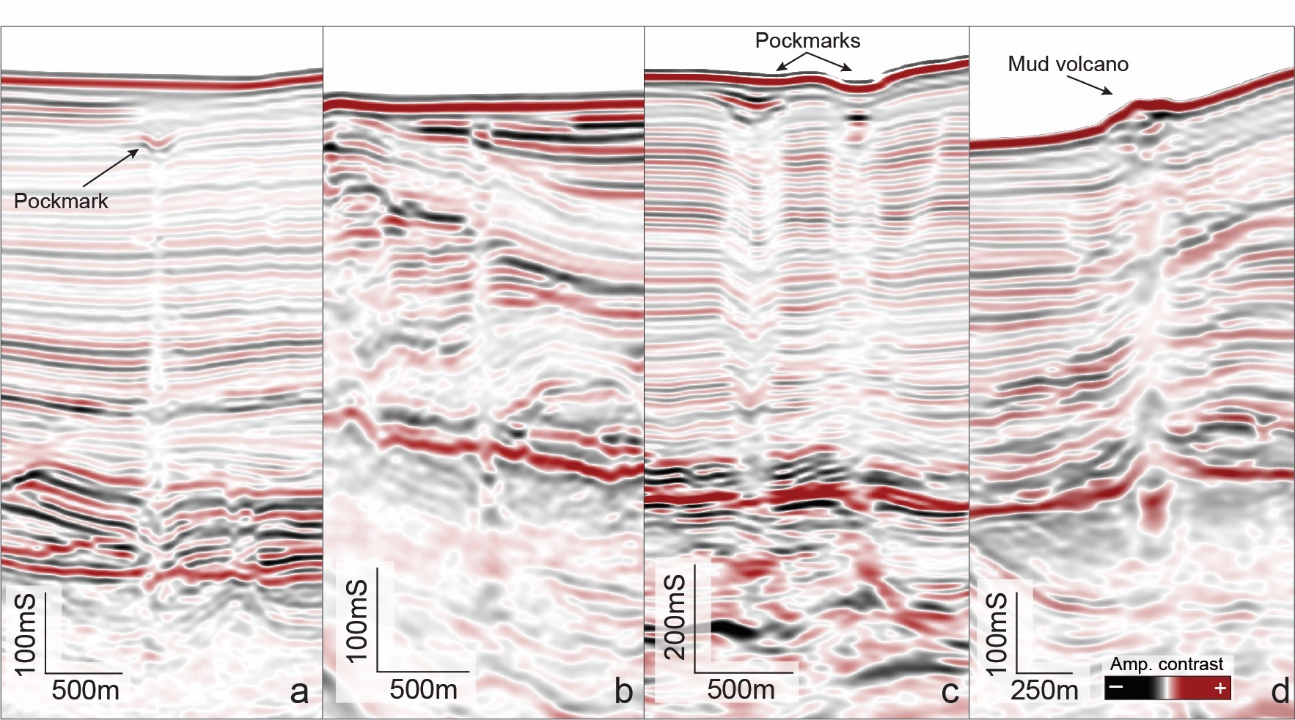 Pockmark
100mS
500m
a
100mS
500m
b
Pockmarks
200mS
500m
c
Mud volcano
100mS
250m
Amp. contrast
− +
d